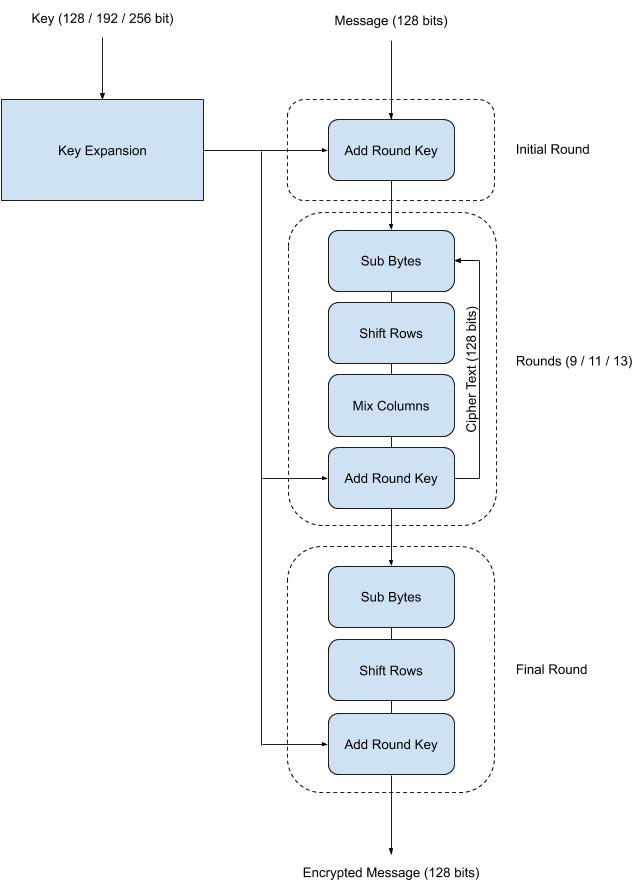 Key (128 / 192 / 256 bit)
Message (128 bits)
Key Expansion
Add Round Key
Initial Round
Sub Bytes
Shift Rows
Mix Columns
Add Round Key
Cipher Text (128 bits)
Rounds (9 / 11 / 13)
Sub Bytes
Shift Rows
Add Round Key
Final Round
Encrypted Message (128 bits)